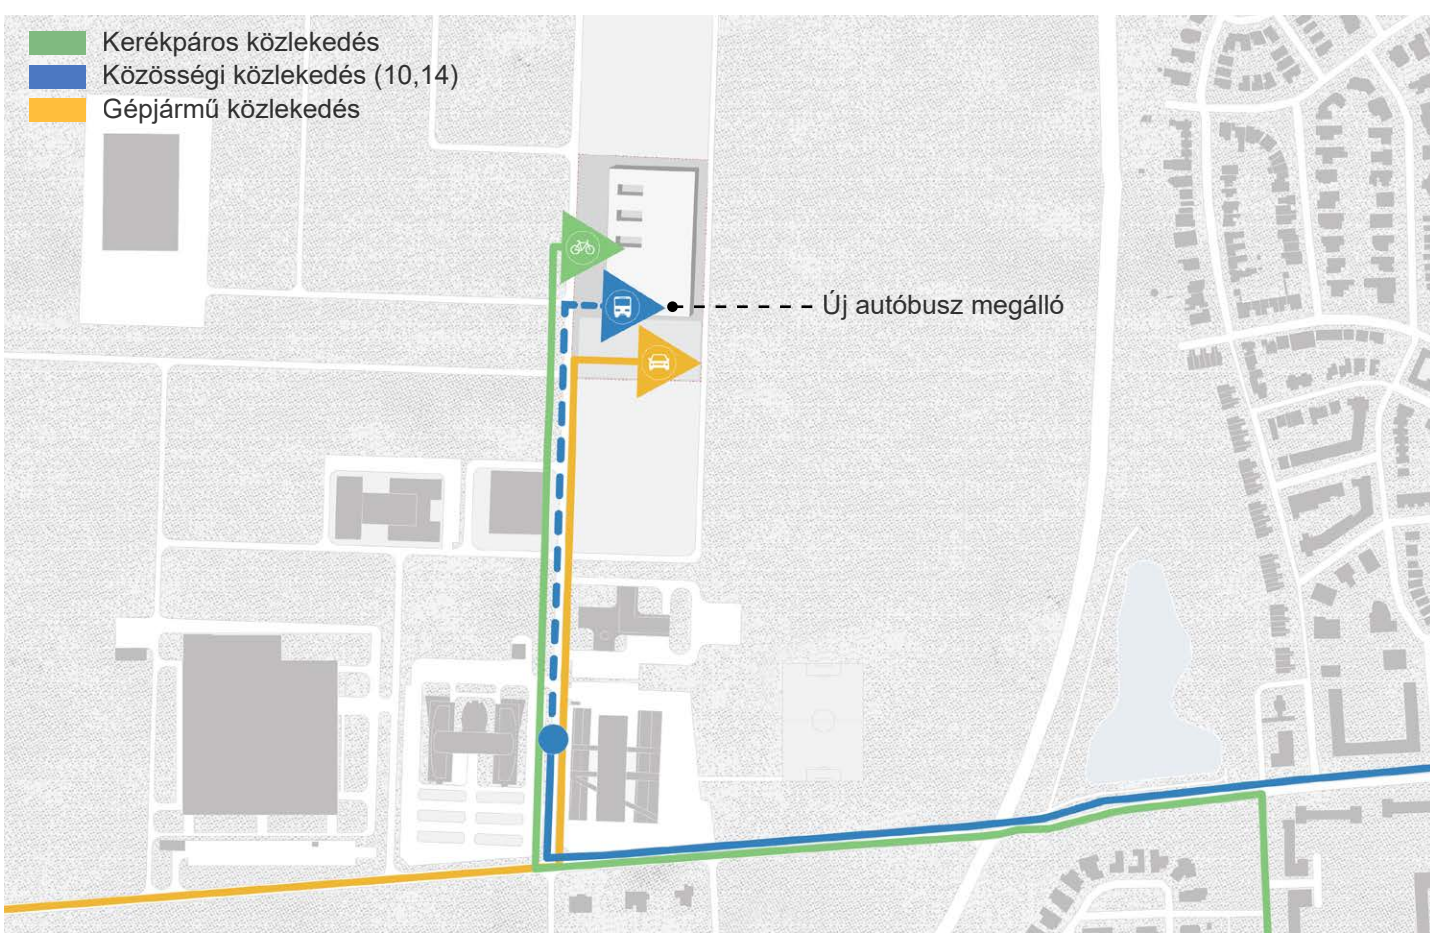 Kerékpáros közlekedés
Közösségi közlekedés (10,14)
Gépjármű közlekedés
Új autóbusz megálló